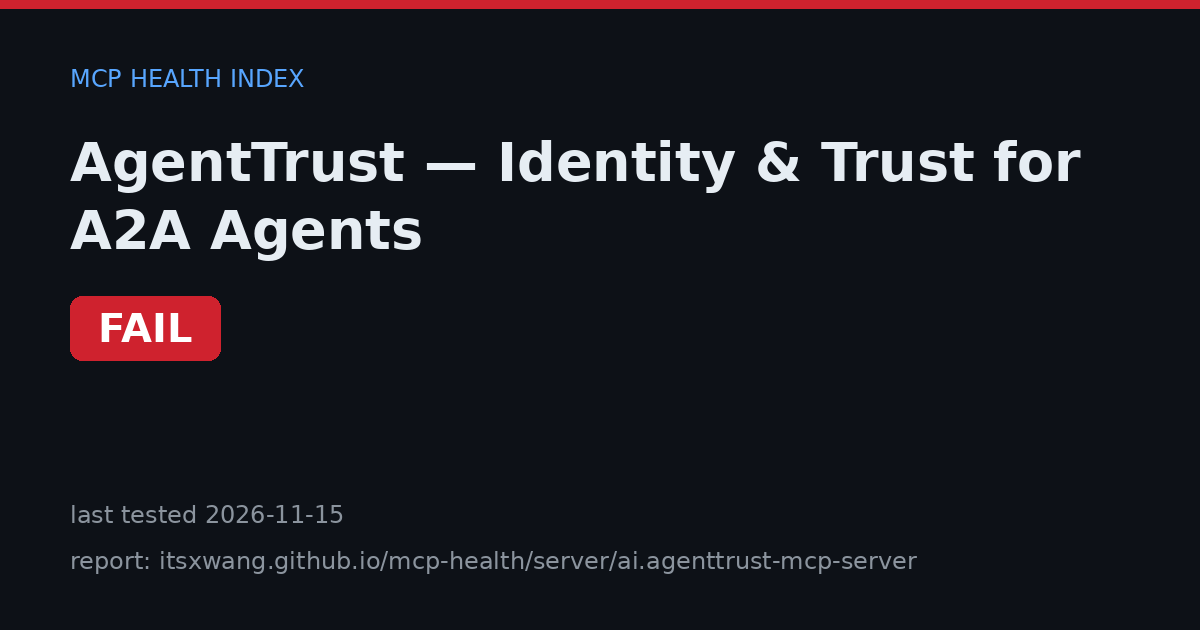 MCP HEALTH INDEX
AgentTrust — Identity & Trust for
A2A Agents
FAIL
last tested 2026-11-15
report: itsxwang.github.io/mcp-health/server/ai.agenttrust-mcp-server